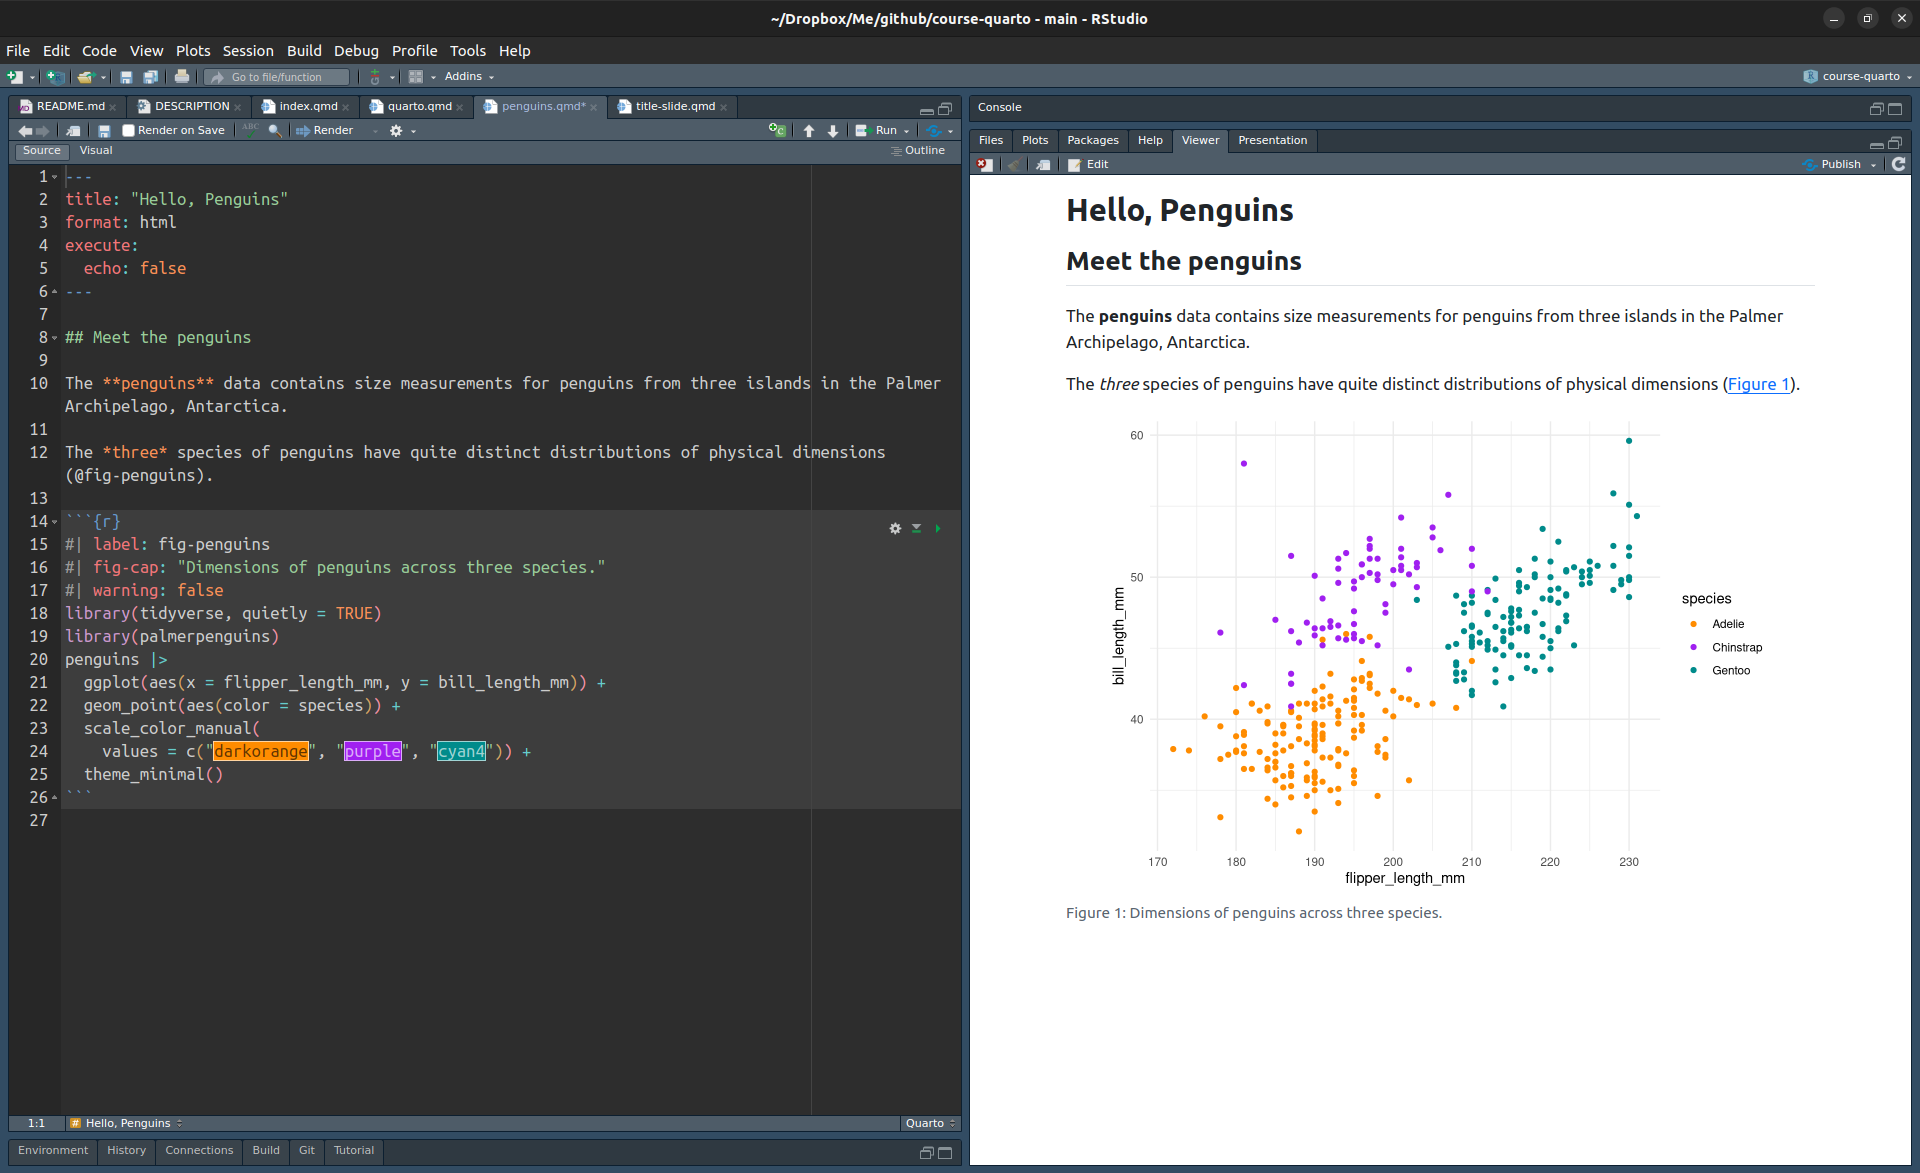 ~/Dropbox/Me/github/course-quarto - main - RStudio
File Edit Code View Plots Session Build Debug Profile Tools Help
Go to file/function Addins course-quarto
README.md DESCRIPTION index.qmd quarto.qmd penguins.qmd* title-slide.qmd
Render on Save ABC Render Run
Source Visual Outline
1 ---
2 title: "Hello, Penguins"
3 format: html
4 execute:
5 echo: false
6 ---
7
8 ## Meet the penguins
9
10 The **penguins** data contains size measurements for penguins from three islands in the Palmer
Archipelago, Antarctica.
11
12 The *three* species of penguins have quite distinct distributions of physical dimensions
(@fig-penguins).
13
14 ```{r}
15 #| label: fig-penguins
16 #| fig-cap: "Dimensions of penguins across three species."
17 #| warning: false
18 library(tidyverse, quietly = TRUE)
19 library(palmerpenguins)
20 penguins |>
21 ggplot(aes(x = flipper_length_mm, y = bill_length_mm)) +
22 geom_point(aes(color = species)) +
23 scale_color_manual(
24 values = c("darkorange", "purple", "cyan4")) +
25 theme_minimal()
26 ```
27
1:1 # Hello, Penguins Quarto
Environment History Connections Build Git Tutorial
Console
Files Plots Packages Help Viewer Presentation
Edit Publish
Hello, Penguins
Meet the penguins
The penguins data contains size measurements for penguins from three islands in the Palmer
Archipelago, Antarctica.
The three species of penguins have quite distinct distributions of physical dimensions (Figure 1).
60
50
40
bill_length_mm
170 180 190 200 210 220 230
flipper_length_mm
species
Adelie
Chinstrap
Gentoo
Figure 1: Dimensions of penguins across three species.